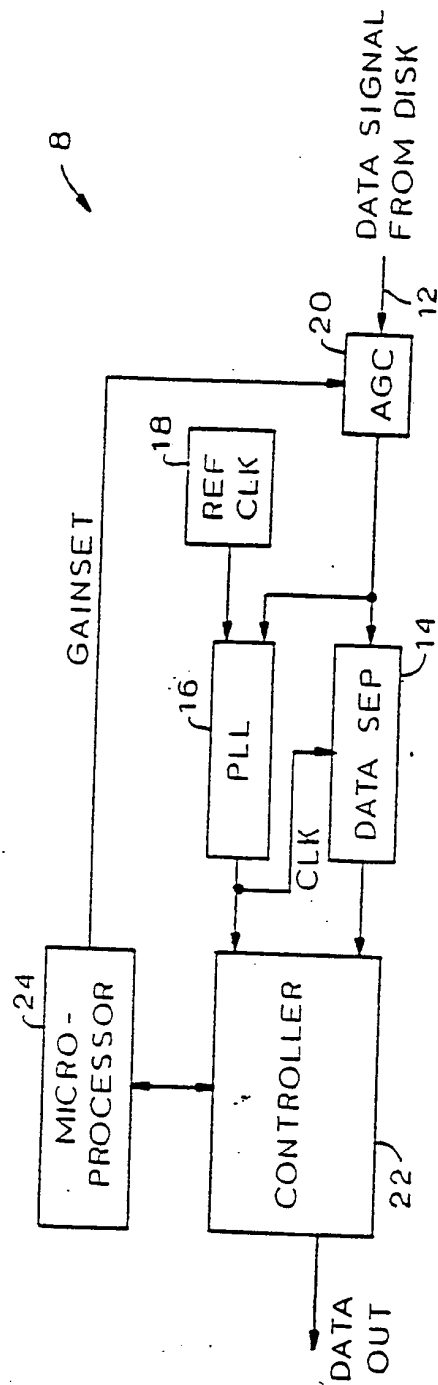 8
24
MICRO-
PROCESSOR
GAINSET
18
REF
CLK
20
AGC
12
DATA SIGNAL
FROM DISK
16
PLL
CLK
14
DATA SEP
CONTROLLER
22
DATA
OUT